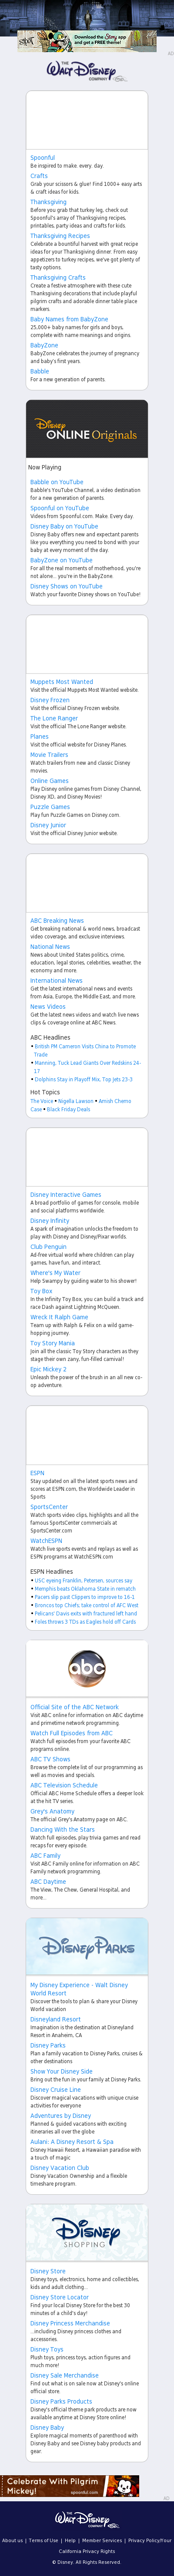 Download the Story app
and get a FREE theme!
AD
The
Walt Disney
COMPANY
Spoonful
Be inspired to make. every. day.
Crafts
Grab your scissors & glue! Find 1000+ easy arts
& craft ideas for kids.
Thanksgiving
Before you grab that turkey leg, check out
Spoonful's array of Thanksgiving recipes,
printables, party ideas and crafts for kids.
Thanksgiving Recipes
Celebrate a bountiful harvest with great recipe
ideas for your Thanksgiving dinner. From easy
appetizers to turkey recipes, we've got plenty of
tasty options.
Thanksgiving Crafts
Create a festive atmosphere with these cute
Thanksgiving decorations that include playful
pilgrim crafts and adorable dinner-table place
markers.
Baby Names from BabyZone
25,000+ baby names for girls and boys,
complete with name meanings and origins.
BabyZone
BabyZone celebrates the journey of pregnancy
and baby's first years.
Babble
For a new generation of parents.
Disney
ONLINE Originals
Now Playing
Babble on YouTube
Babble's YouTube Channel, a video destination
for a new generation of parents.
Spoonful on YouTube
Videos from Spoonful.com. Make. Every day.
Disney Baby on YouTube
Disney Baby offers new and expectant parents
like you everything you need to bond with your
baby at every moment of the day.
BabyZone on YouTube
For all the real moments of motherhood, you're
not alone... you're in the BabyZone.
Disney Shows on YouTube
Watch your favorite Disney shows on YouTube!
Muppets Most Wanted
Visit the official Muppets Most Wanted website.
Disney Frozen
Visit the official Disney Frozen website.
The Lone Ranger
Visit the official The Lone Ranger website.
Planes
Visit the official website for Disney Planes.
Movie Trailers
Watch trailers from new and classic Disney
movies.
Online Games
Play Disney online games from Disney Channel,
Disney XD, and Disney Movies!
Puzzle Games
Play fun Puzzle Games on Disney.com.
Disney Junior
Visit the official Disney Junior website.
ABC Breaking News
Get breaking national & world news, broadcast
video coverage, and exclusive interviews.
National News
News about United States politics, crime,
education, legal stories, celebrities, weather, the
economy and more.
International News
Get the latest international news and events
from Asia, Europe, the Middle East, and more.
News Videos
Get the latest news videos and watch live news
clips & coverage online at ABC News.
ABC Headlines
• British PM Cameron Visits China to Promote
Trade
• Manning, Tuck Lead Giants Over Redskins 24-
17
• Dolphins Stay in Playoff Mix, Top Jets 23-3
Hot Topics
The Voice • Nigella Lawson • Amish Chemo
Case • Black Friday Deals
Disney Interactive Games
A broad portfolio of games for console, mobile
and social platforms worldwide.
Disney Infinity
A spark of imagination unlocks the freedom to
play with Disney and Disney/Pixar worlds.
Club Penguin
Ad-free virtual world where children can play
games, have fun, and interact.
Where's My Water
Help Swampy by guiding water to his shower!
Toy Box
In the Infinity Toy Box, you can build a track and
race Dash against Lightning McQueen.
Wreck It Ralph Game
Team up with Ralph & Felix on a wild game-
hopping journey.
Toy Story Mania
Join all the classic Toy Story characters as they
stage their own zany, fun-filled carnival!
Epic Mickey 2
Unleash the power of the brush in an all new co-
op adventure.
ESPN
Stay updated on all the latest sports news and
scores at ESPN.com, the Worldwide Leader in
Sports
SportsCenter
Watch sports video clips, highlights and all the
famous SportsCenter commercials at
SportsCenter.com
WatchESPN
Watch live sports events and replays as well as
ESPN programs at WatchESPN.com
ESPN Headlines
• USC eyeing Franklin, Petersen, sources say
• Memphis beats Oklahoma State in rematch
• Pacers slip past Clippers to improve to 16-1
• Broncos top Chiefs, take control of AFC West
• Pelicans' Davis exits with fractured left hand
• Foles throws 3 TDs as Eagles hold off Cards
abc
Official Site of the ABC Network
Visit ABC online for information on ABC daytime
and primetime network programming.
Watch Full Episodes from ABC
Watch full episodes from your favorite ABC
programs online.
ABC TV Shows
Browse the complete list of our programming as
well as movies and specials.
ABC Television Schedule
Official ABC Home Schedule offers a deeper look
at the hit TV series.
Grey's Anatomy
The official Grey's Anatomy page on ABC
Dancing With the Stars
Watch full episodes, play trivia games and read
recaps for every episode.
ABC Family
Visit ABC Family online for information on ABC
Family network programming.
ABC Daytime
The View, The Chew, General Hospital, and
more...
Disney Parks
My Disney Experience - Walt Disney
World Resort
Discover the tools to plan & share your Disney
World vacation
Disneyland Resort
Imagination is the destination at Disneyland
Resort in Anaheim, CA
Disney Parks
Plan a family vacation to Disney Parks, cruises &
other destinations
Show Your Disney Side
Bring out the fun in your family at Disney Parks
Disney Cruise Line
Discover magical vacations with unique cruise
activities for everyone
Adventures by Disney
Planned & guided vacations with exciting
itineraries all over the globe
Aulani: A Disney Resort & Spa
Disney Hawaii Resort, a Hawaiian paradise with
a touch of magic
Disney Vacation Club
Disney Vacation Ownership and a flexible
timeshare program
Disney
SHOPPING
Disney Store
Disney toys, electronics, home and collectibles,
kids and adult clothing...
Disney Store Locator
Find your local Disney Store for the best 30
minutes of a child's day!
Disney Princess Merchandise
...including Disney princess clothes and
accessories.
Disney Toys
Plush toys, princess toys, action figures and
much more!
Disney Sale Merchandise
Find out what is on sale now at Disney's online
official store.
Disney Parks Products
Disney's official theme park products are now
available anytime at Disney Store online!
Disney Baby
Explore magical moments of parenthood with
Disney Baby and see Disney baby products and
gear.
Celebrate With Pilgrim
Mickey!
spoonful.com
AD
The
Walt Disney
COMPANY
About us | Terms of Use | Help | Member Services | Privacy Policy/Your
California Privacy Rights
© Disney. All Rights Reserved.